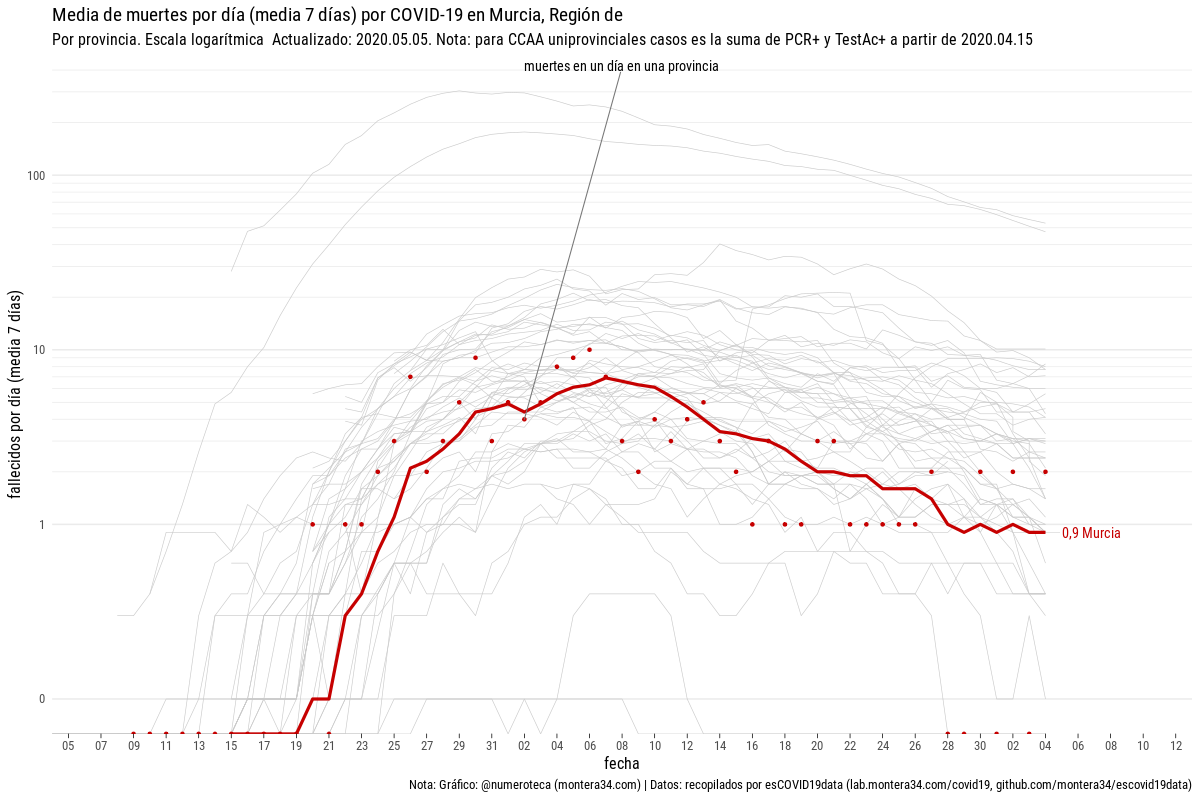 Media de muertes por día (media 7 días) por COVID-19 en Murcia, Región de
Por provincia. Escala logarítmica  Actualizado: 2020.05.05. Nota: para CCAA uniprovinciales casos es la suma de PCR+ y TestAc+ a partir de 2020.04.15
muertes en un día en una provincia
fallecidos por día (media  7 días)
100
10
1
0
0,9 Murcia
05 07 09 11 13 15 17 19 21 23 25 27 29 31 02 04 06 08 10 12 14 16 18 20 22 24 26 28 30 02 04 06 08 10 12
fecha
Nota: Gráfico: @numeroteca (montera34.com) | Datos: recopilados por esCOVID19data (lab.montera34.com/covid19, github.com/montera34/escovid19data)